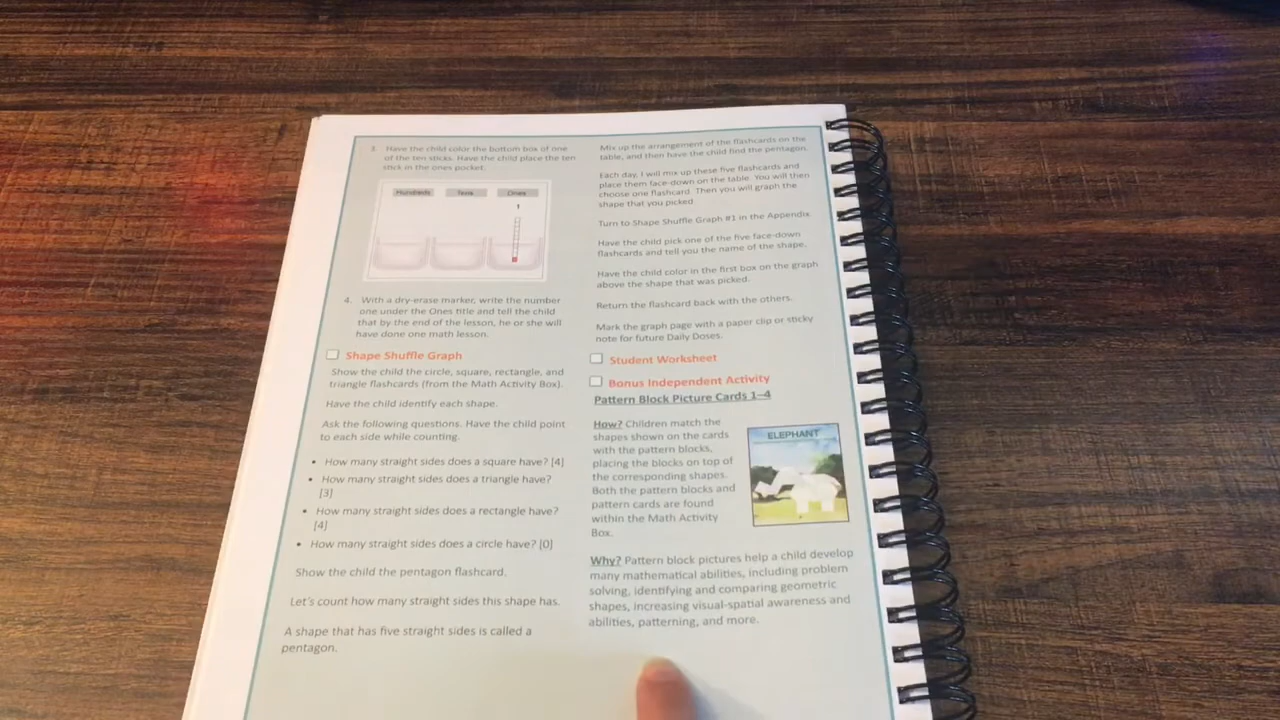 3. Have the child color the bottom box of one
of the ten sticks. Have the child place the ten
stick in the ones pocket.
Hundreds Tens Ones
1
4. With a dry-erase marker, write the number
one under the Ones title and tell the child
that by the end of the lesson, he or she will
have done one math lesson.
Shape Shuffle Graph
Show the child the circle, square, rectangle, and
triangle flashcards (from the Math Activity Box).
Have the child identify each shape.
Ask the following questions. Have the child point
to each side while counting.
• How many straight sides does a square have? [4]
• How many straight sides does a triangle have?
[3]
• How many straight sides does a rectangle have?
[4]
• How many straight sides does a circle have? [0]
Show the child the pentagon flashcard.
Let's count how many straight sides this shape has.
A shape that has five straight sides is called a
pentagon.
Mix up the arrangement of the flashcards on the
table, and then have the child find the pentagon.
Each day, I will mix up these five flashcards and
place them face-down on the table. You will then
choose one flashcard. Then you will graph the
shape that you picked.
Turn to Shape Shuffle Graph #1 in the Appendix
Have the child pick one of the five face-down
flashcards and tell you the name of the shape.
Have the child color in the first box on the graph
above the shape that was picked.
Return the flashcard back with the others.
Mark the graph page with a paper clip or sticky
note for future Daily Doses.
Student Worksheet
Bonus Independent Activity
Pattern Block Picture Cards 1–4
How? Children match the
shapes shown on the cards
with the pattern blocks,
placing the blocks on top of
the corresponding shapes.
Both the pattern blocks and
pattern cards are found
within the Math Activity
Box.
ELEPHANT
Why? Pattern block pictures help a child develop
many mathematical abilities, including problem
solving, identifying and comparing geometric
shapes, increasing visual-spatial awareness and
abilities, patterning, and more.